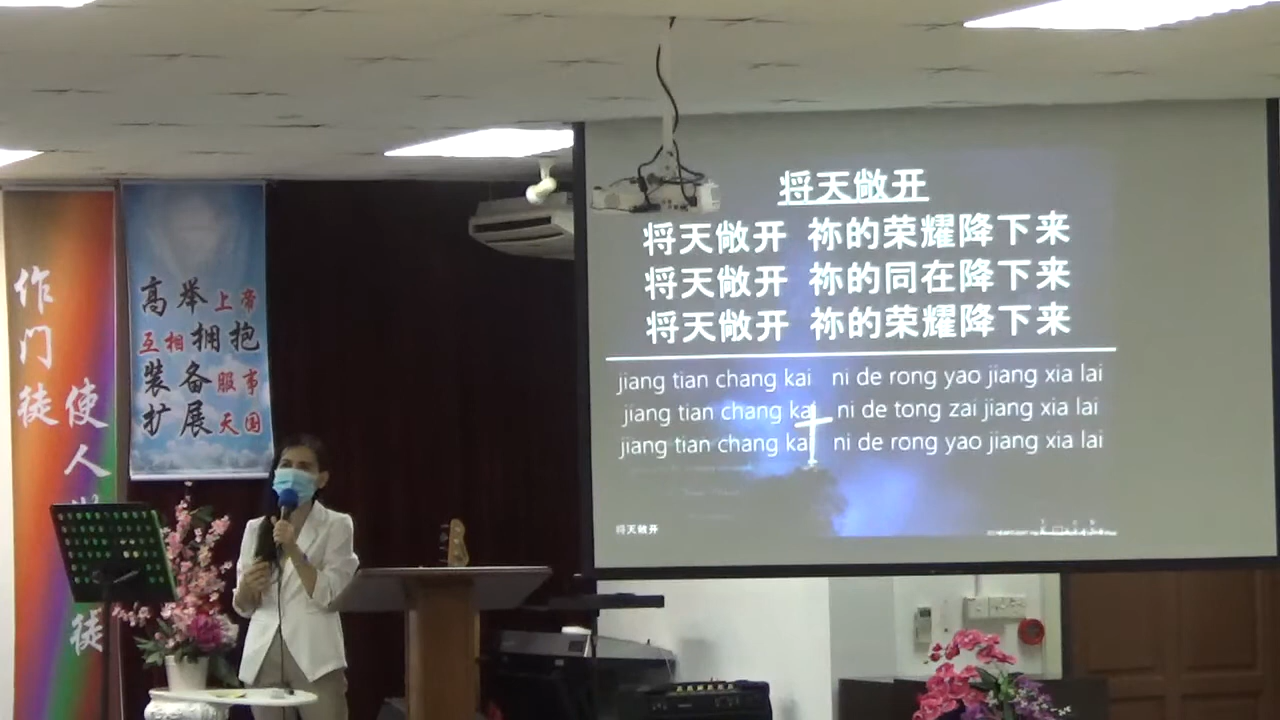 作门徒
使人
徒
高举上帝
互相拥抱
装备服事
扩展天国
将天敞开
将天敞开 祢的荣耀降下来
将天敞开 祢的同在降下来
将天敞开 祢的荣耀降下来
jiang tian chang kai ni de rong yao jiang xia lai
jiang tian chang kai ni de tong zai jiang xia lai
jiang tian chang kai ni de rong yao jiang xia lai
将天敞开